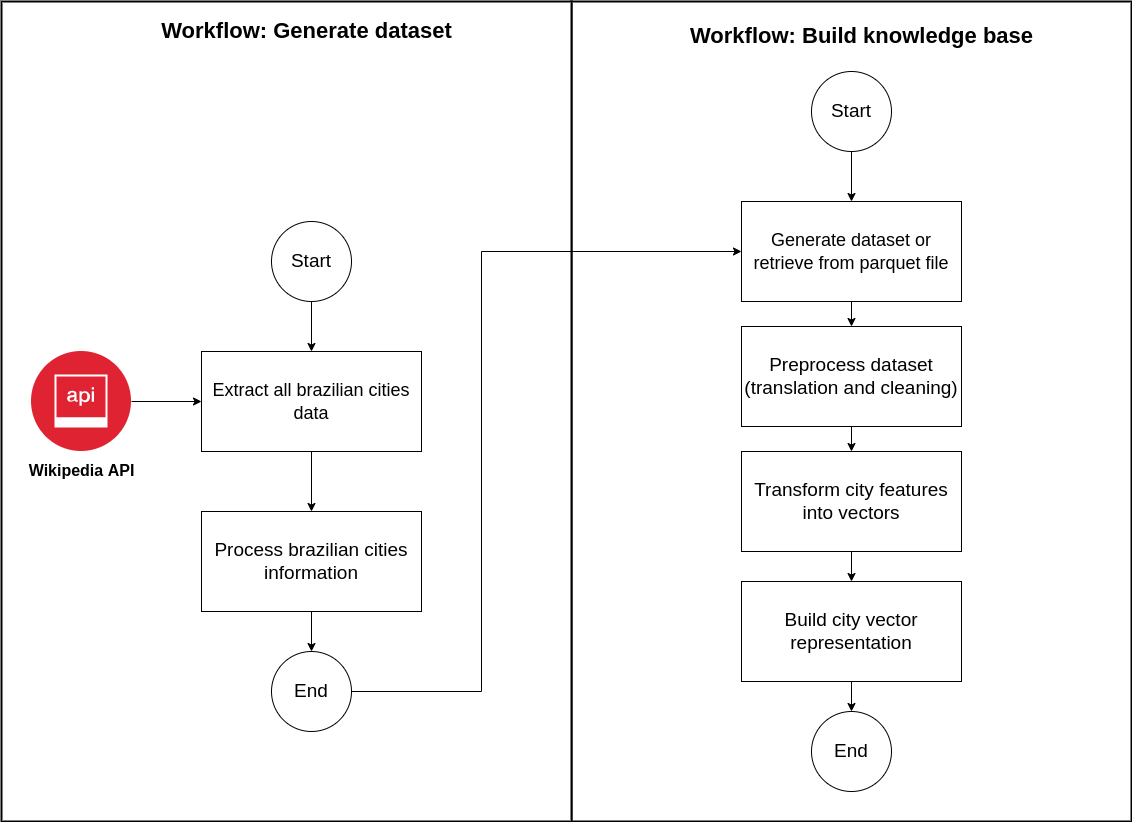 Workflow: Generate dataset
Start
api
Wikipedia API
Extract all brazilian cities
data
Process brazilian cities
information
End
Workflow: Build knowledge base
Start
Generate dataset or
retrieve from parquet file
Preprocess dataset
(translation and cleaning)
Transform city features
into vectors
Build city vector
representation
End